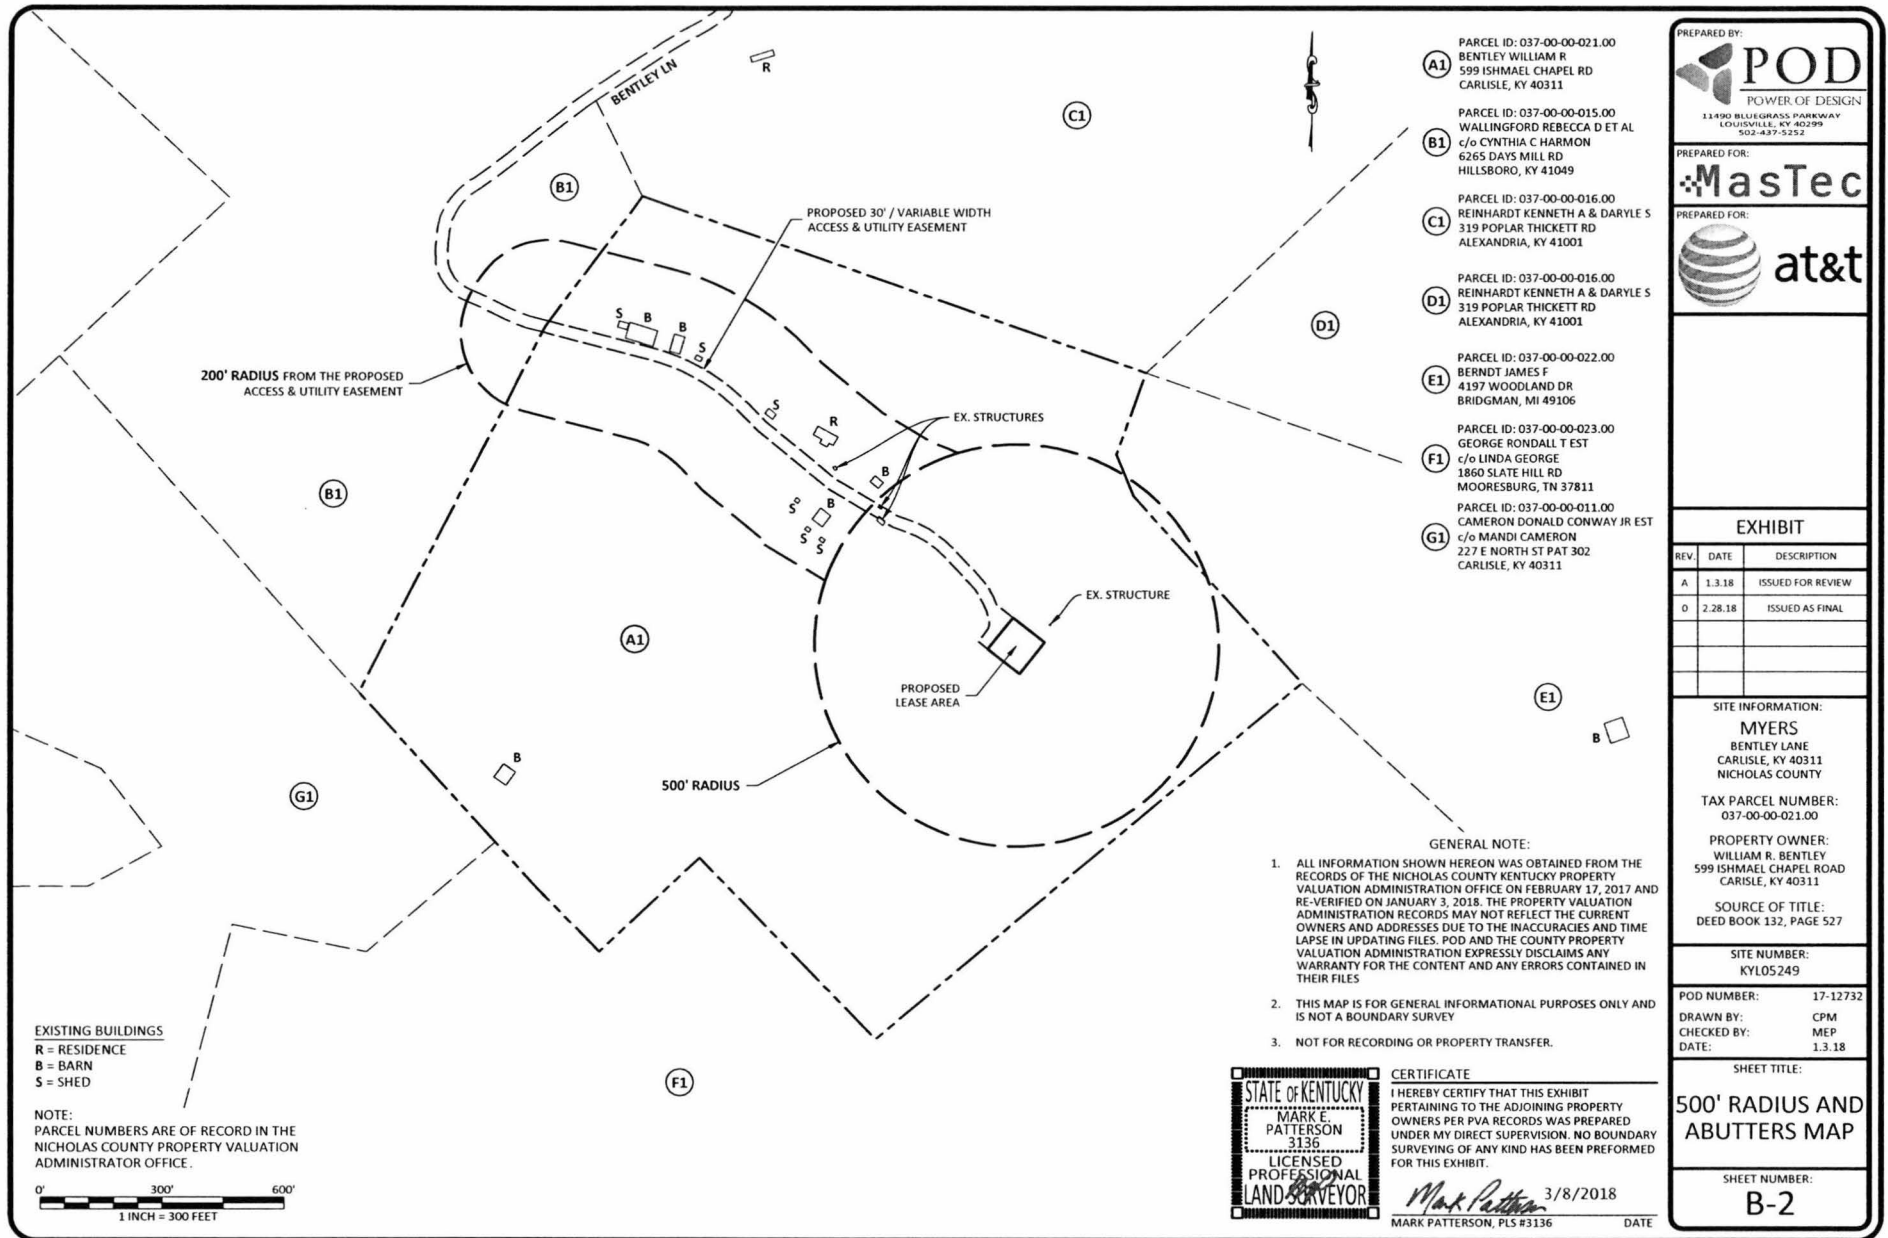 BENTLEY LN
R
C1
B1
PROPOSED 30' / VARIABLE WIDTH
ACCESS & UTILITY EASEMENT
S
B
B
S
D1
200' RADIUS FROM THE PROPOSED
ACCESS & UTILITY EASEMENT
S
R
EX. STRUCTURES
B
B1
S
B
S
S
EX. STRUCTURE
A1
PROPOSED
LEASE AREA
E1
B
B
500' RADIUS
G1
F1
A1
PARCEL ID: 037-00-00-021.00
BENTLEY WILLIAM R
599 ISHMAEL CHAPEL RD
CARLISLE, KY 40311
B1
PARCEL ID: 037-00-00-015.00
WALLINGFORD REBECCA D ET AL
c/o CYNTHIA C HARMON
6265 DAYS MILL RD
HILLSBORO, KY 41049
C1
PARCEL ID: 037-00-00-016.00
REINHARDT KENNETH A & DARYLE S
319 POPLAR THICKETT RD
ALEXANDRIA, KY 41001
D1
PARCEL ID: 037-00-00-016.00
REINHARDT KENNETH A & DARYLE S
319 POPLAR THICKETT RD
ALEXANDRIA, KY 41001
E1
PARCEL ID: 037-00-00-022.00
BERNDT JAMES F
4197 WOODLAND DR
BRIDGMAN, MI 49106
F1
PARCEL ID: 037-00-00-023.00
GEORGE RONDALL T EST
c/o LINDA GEORGE
1860 SLATE HILL RD
MOORESBURG, TN 37811
G1
PARCEL ID: 037-00-00-011.00
CAMERON DONALD CONWAY JR EST
c/o MANDI CAMERON
227 E NORTH ST PAT 302
CARLISLE, KY 40311
GENERAL NOTE:
1. ALL INFORMATION SHOWN HEREON WAS OBTAINED FROM THE
RECORDS OF THE NICHOLAS COUNTY KENTUCKY PROPERTY
VALUATION ADMINISTRATION OFFICE ON FEBRUARY 17, 2017 AND
RE-VERIFIED ON JANUARY 3, 2018. THE PROPERTY VALUATION
ADMINISTRATION RECORDS MAY NOT REFLECT THE CURRENT
OWNERS AND ADDRESSES DUE TO THE INACCURACIES AND TIME
LAPSE IN UPDATING FILES. POD AND THE COUNTY PROPERTY
VALUATION ADMINISTRATION EXPRESSLY DISCLAIMS ANY
WARRANTY FOR THE CONTENT AND ANY ERRORS CONTAINED IN
THEIR FILES
2. THIS MAP IS FOR GENERAL INFORMATIONAL PURPOSES ONLY AND
IS NOT A BOUNDARY SURVEY
3. NOT FOR RECORDING OR PROPERTY TRANSFER.
EXISTING BUILDINGS
R = RESIDENCE
B = BARN
S = SHED
NOTE:
PARCEL NUMBERS ARE OF RECORD IN THE
NICHOLAS COUNTY PROPERTY VALUATION
ADMINISTRATOR OFFICE.
0' 300' 600'
1 INCH = 300 FEET
STATE OF KENTUCKY
MARK E.
PATTERSON
3136
LICENSED
PROFESSIONAL
LAND SURVEYOR
CERTIFICATE
I HEREBY CERTIFY THAT THIS EXHIBIT
PERTAINING TO THE ADJOINING PROPERTY
OWNERS PER PVA RECORDS WAS PREPARED
UNDER MY DIRECT SUPERVISION. NO BOUNDARY
SURVEYING OF ANY KIND HAS BEEN PREFORMED
FOR THIS EXHIBIT.
Mark Patterson 3/8/2018
MARK PATTERSON, PLS #3136 DATE
PREPARED BY:
POD
POWER OF DESIGN
11490 BLUEGRASS PARKWAY
LOUISVILLE, KY 40299
502-437-5252
PREPARED FOR:
MasTec
PREPARED FOR:
at&t
EXHIBIT
REV. DATE DESCRIPTION
A 1.3.18 ISSUED FOR REVIEW
0 2.28.18 ISSUED AS FINAL
SITE INFORMATION:
MYERS
BENTLEY LANE
CARLISLE, KY 40311
NICHOLAS COUNTY
TAX PARCEL NUMBER:
037-00-00-021.00
PROPERTY OWNER:
WILLIAM R. BENTLEY
599 ISHMAEL CHAPEL ROAD
CARISLE, KY 40311
SOURCE OF TITLE:
DEED BOOK 132, PAGE 527
SITE NUMBER:
KYL05249
POD NUMBER: 17-12732
DRAWN BY: CPM
CHECKED BY: MEP
DATE: 1.3.18
SHEET TITLE:
500' RADIUS AND
ABUTTERS MAP
SHEET NUMBER:
B-2